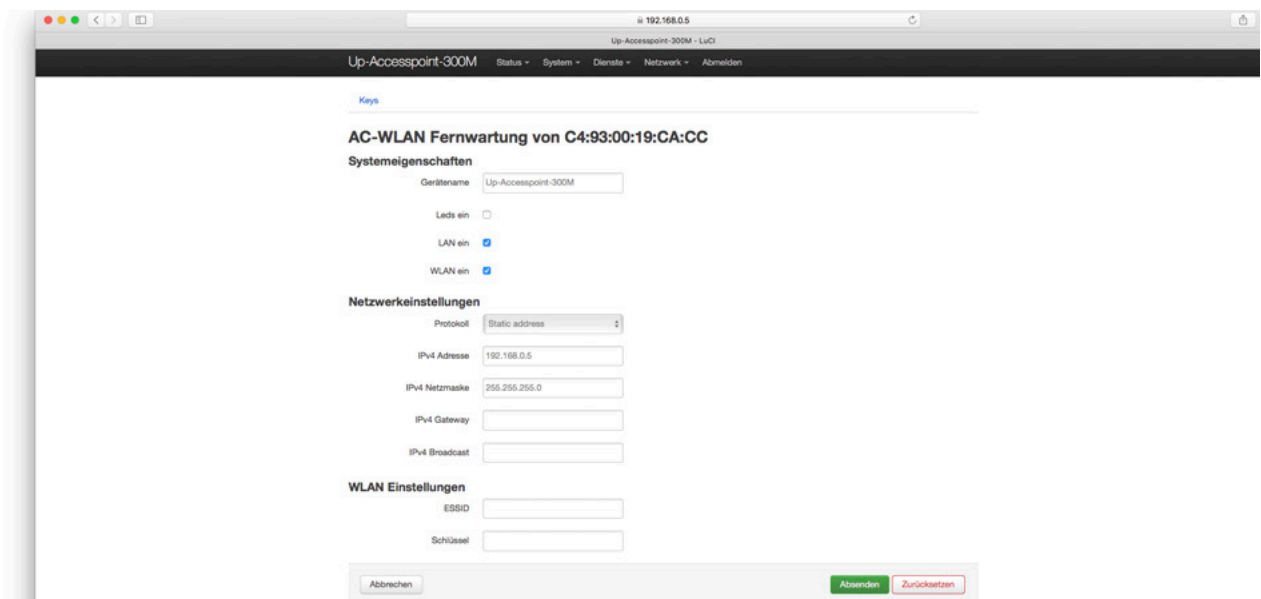 192.168.0.5
Up-Accesspoint-300M - LuCI
Up-Accesspoint-300M Status System Dienste Netzwerk Abmelden
Keys
AC-WLAN Fernwartung von C4:93:00:19:CA:CC
Systemeigenschaften
Gerätename Up-Accesspoint-300M
Leds ein
LAN ein
WLAN ein
Netzwerkeinstellungen
Protokoll Static address
IPv4 Adresse 192.168.0.5
IPv4 Netzmaske 255.255.255.0
IPv4 Gateway
IPv4 Broadcast
WLAN Einstellungen
ESSID
Schlüssel
Abbrechen Absenden Zurücksetzen